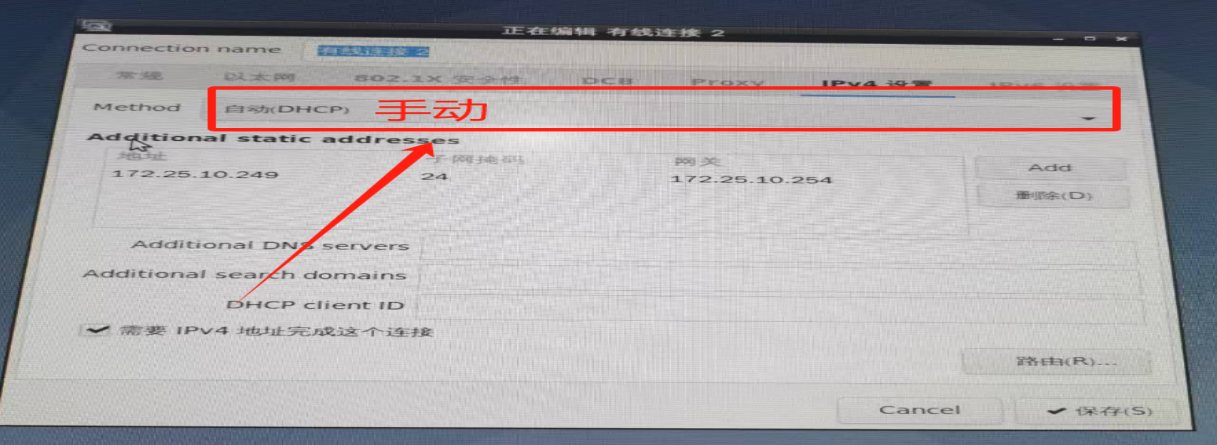 正在编辑 有线连接 2
Connection name 有线连接 2
常规 以太网 802.1X 安全性 DCB Proxy IPv4 设置 IPv6 设置
Method 自动(DHCP) 手动
Additional static addresses
地址 子网掩码 网关
172.25.10.249 24 172.25.10.254
Add
删除(D)
Additional DNS servers
Additional search domains
DHCP client ID
需要 IPv4 地址完成这个连接
路由(R)...
Cancel 保存(S)